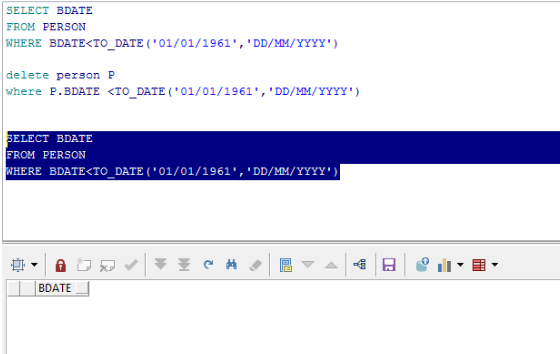 SELECT BDATE
FROM PERSON
WHERE BDATE<TO_DATE('01/01/1961','DD/MM/YYYY')
delete person P
where P.BDATE <TO_DATE('01/01/1961','DD/MM/YYYY')
SELECT BDATE
FROM PERSON
WHERE BDATE<TO_DATE('01/01/1961','DD/MM/YYYY')
BDATE